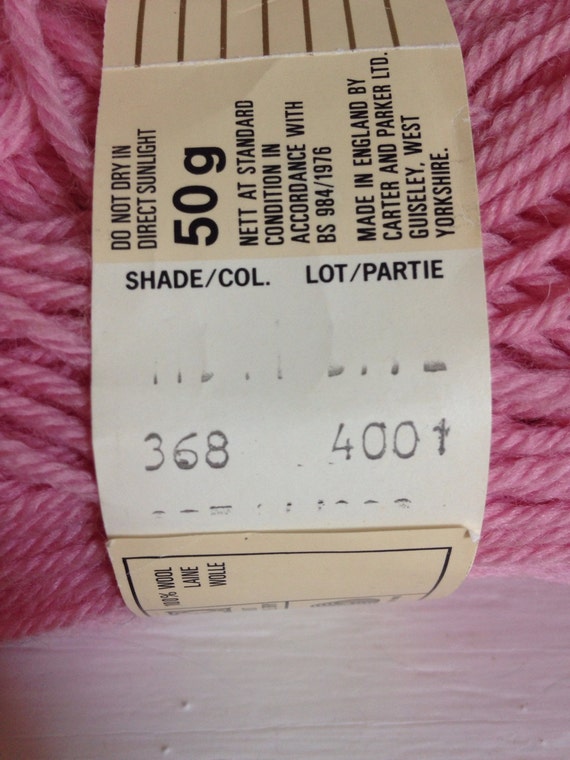 DO NOT DRY IN
DIRECT SUNLIGHT
50 g
NETT AT STANDARD
CONDITION IN
ACCORDANCE WITH
BS 984/1976
MADE IN ENGLAND BY
CARTER AND PARKER LTD.
GUISELEY, WEST
YORKSHIRE.
SHADE/COL. LOT/PARTIE
368 400†
100% WOOL
LAINE
WOLLE